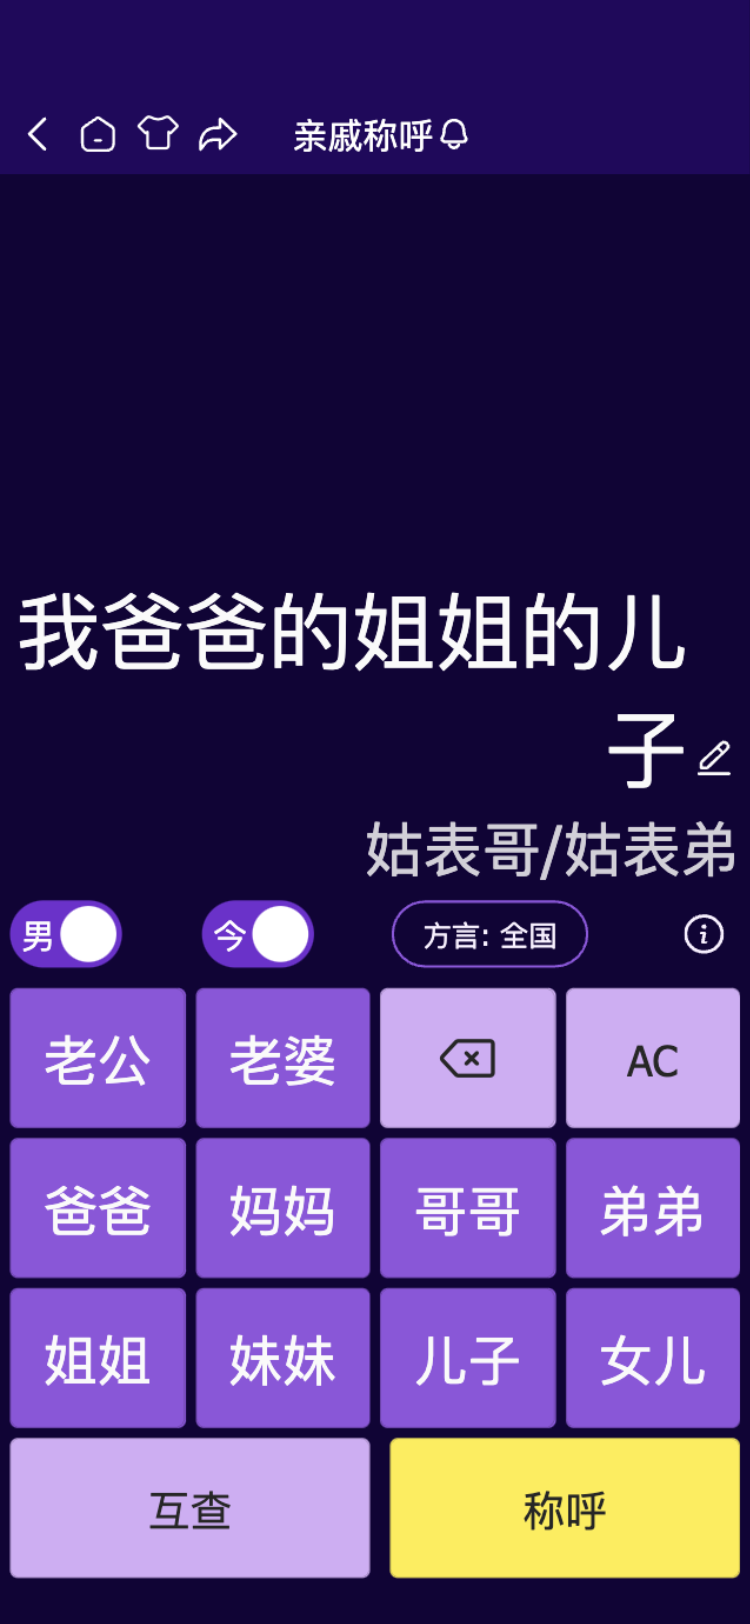 亲戚称呼
我爸爸的姐姐的儿
子
姑表哥/姑表弟
男 今 方言: 全国
老公 老婆 AC
爸爸 妈妈 哥哥 弟弟
姐姐 妹妹 儿子 女儿
互查 称呼